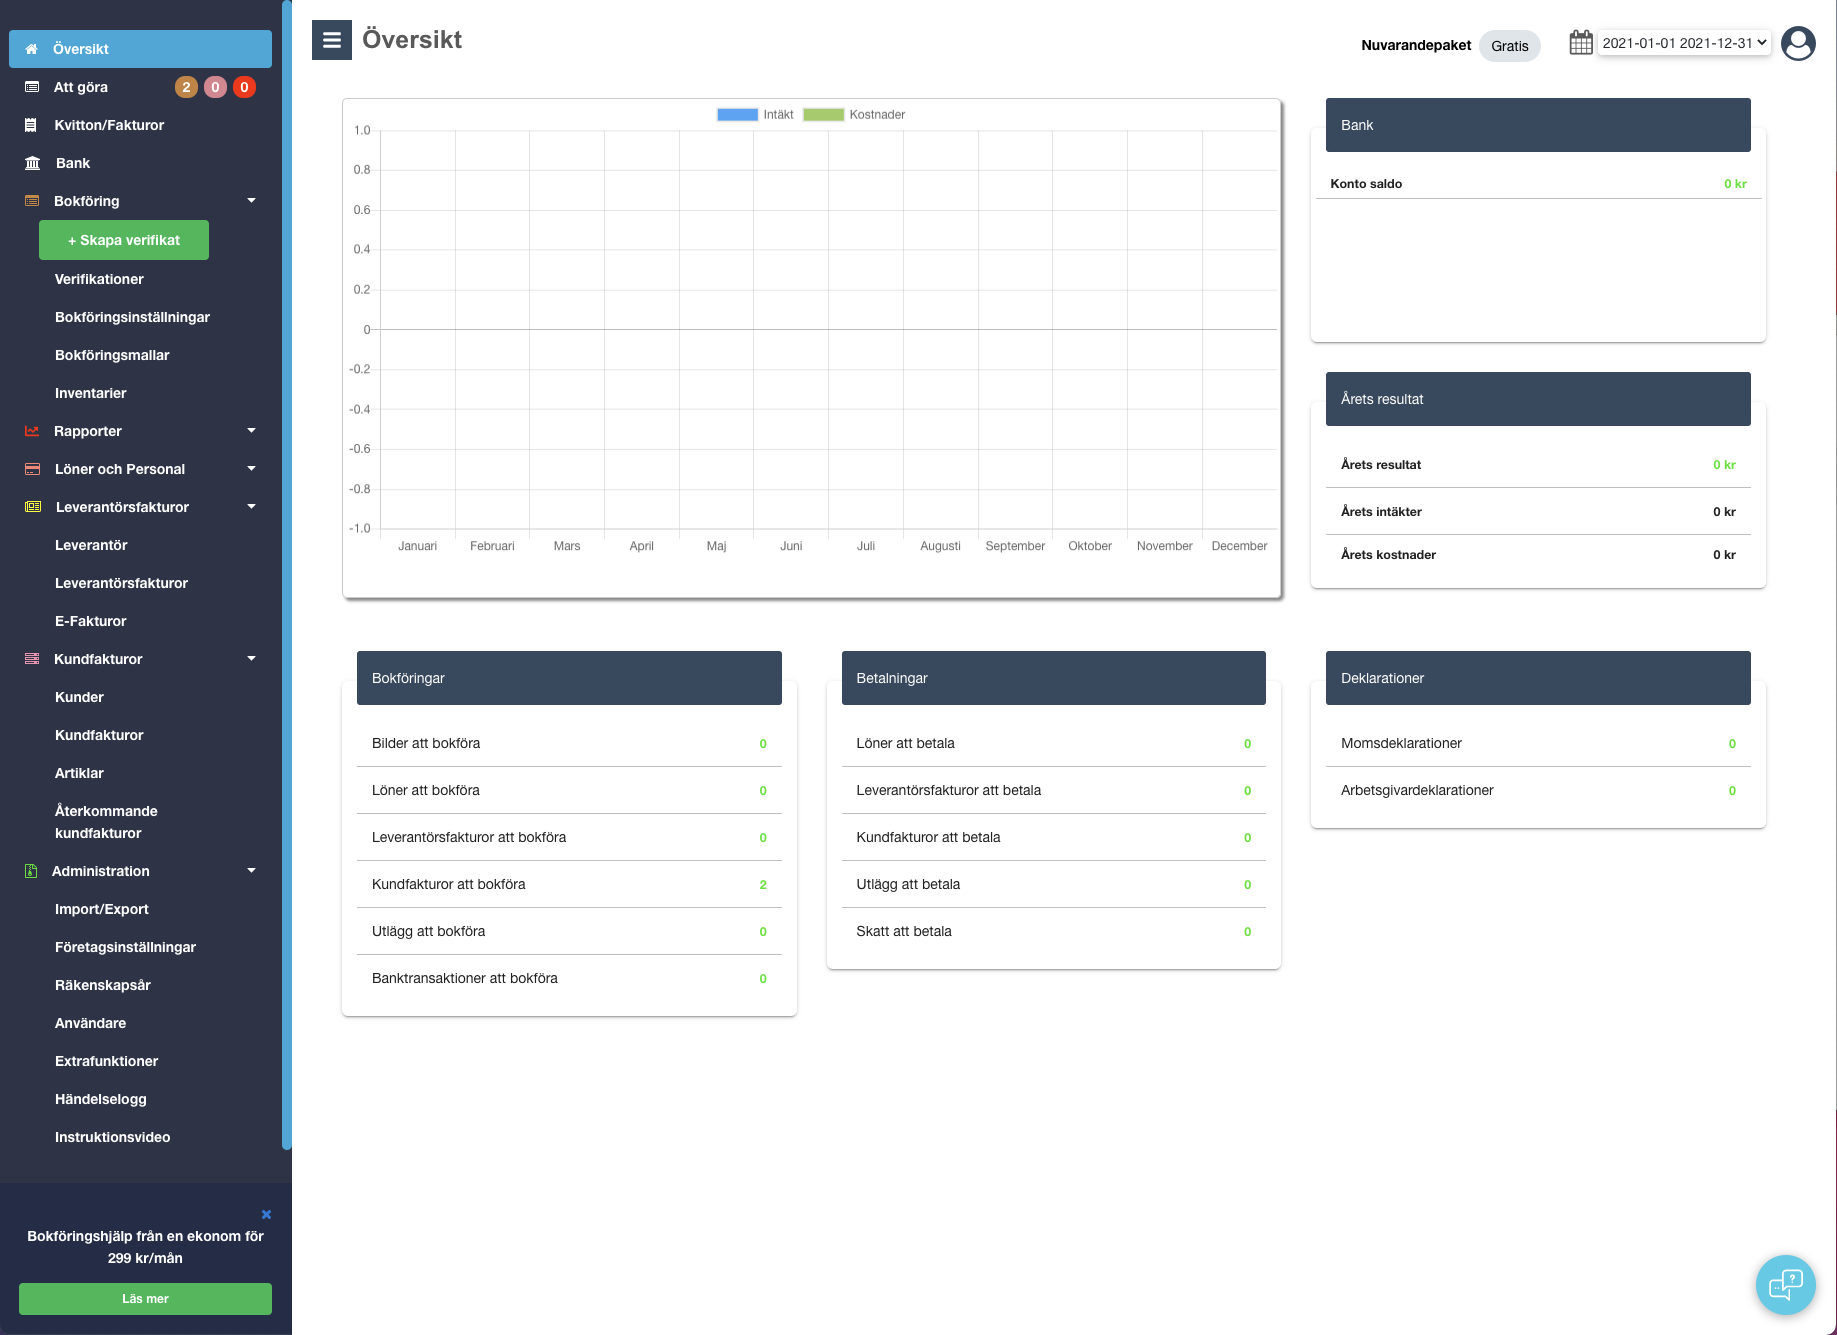 Översikt
Att göra 2 0 0
Kvitton/Fakturor
Bank
Bokföring
+ Skapa verifikat
Verifikationer
Bokföringsinställningar
Bokföringsmallar
Inventarier
Rapporter
Löner och Personal
Leverantörsfakturor
Leverantör
Leverantörsfakturor
E-Fakturor
Kundfakturor
Kunder
Kundfakturor
Artiklar
Återkommande
kundfakturor
Administration
Import/Export
Företagsinställningar
Räkenskapsår
Användare
Extrafunktioner
Händelselogg
Instruktionsvideo
Bokföringshjälp från en ekonom för
299 kr/mån
Läs mer
Översikt
Nuvarandepaket Gratis 2021-01-01 2021-12-31
Intäkt Kostnader
1.0
0.8
0.6
0.4
0.2
0
-0.2
-0.4
-0.6
-0.8
-1.0
Januari Februari Mars April Maj Juni Juli Augusti September Oktober November December
Bank
Konto saldo 0 kr
Årets resultat
Årets resultat 0 kr
Årets intäkter 0 kr
Årets kostnader 0 kr
Bokföringar
Bilder att bokföra 0
Löner att bokföra 0
Leverantörsfakturor att bokföra 0
Kundfakturor att bokföra 2
Utlägg att bokföra 0
Banktransaktioner att bokföra 0
Betalningar
Löner att betala 0
Leverantörsfakturor att betala 0
Kundfakturor att betala 0
Utlägg att betala 0
Skatt att betala 0
Deklarationer
Momsdeklarationer 0
Arbetsgivardeklarationer 0